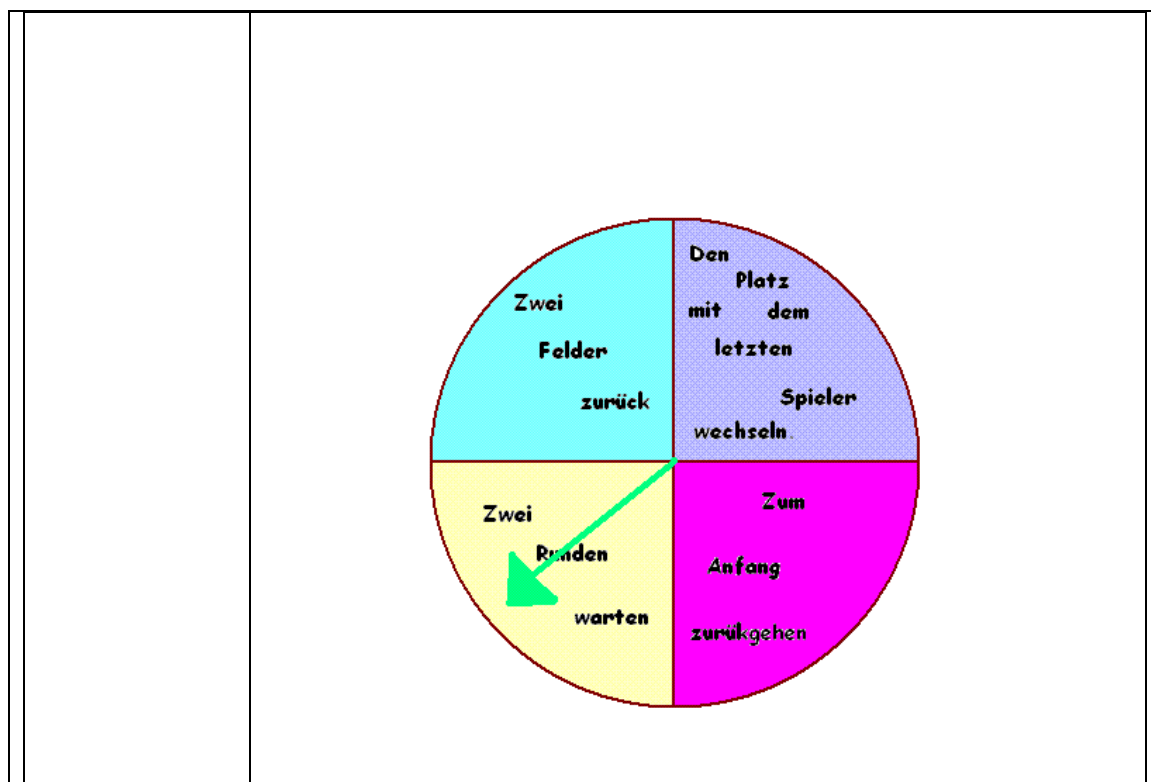 Zwei
Felder
zurück
Den
Platz
mit dem
letzten
Spieler
wechseln.
Zwei
Runden
warten
Zum
Anfang
zurükgehen